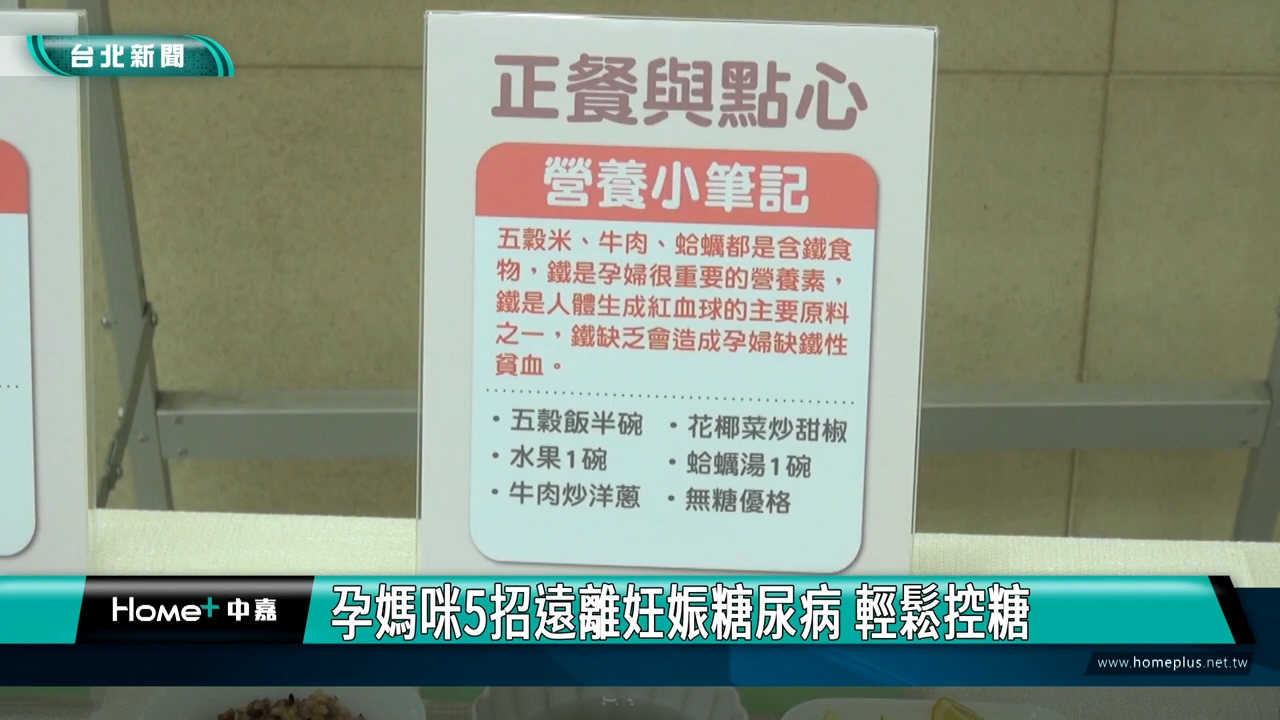 台北新聞
正餐與點心
營養小筆記
五穀米、牛肉、蛤蠣都是含鐵食
物，鐵是孕婦很重要的營養素，
鐵是人體生成紅血球的主要原料
之一，鐵缺乏會造成孕婦缺鐵性
貧血。
・五穀飯半碗 ・花椰菜炒甜椒
・水果1碗 ・蛤蠣湯1碗
・牛肉炒洋蔥 ・無糖優格
Home+中嘉 孕媽咪5招遠離妊娠糖尿病 輕鬆控糖
www.homeplus.net.tw